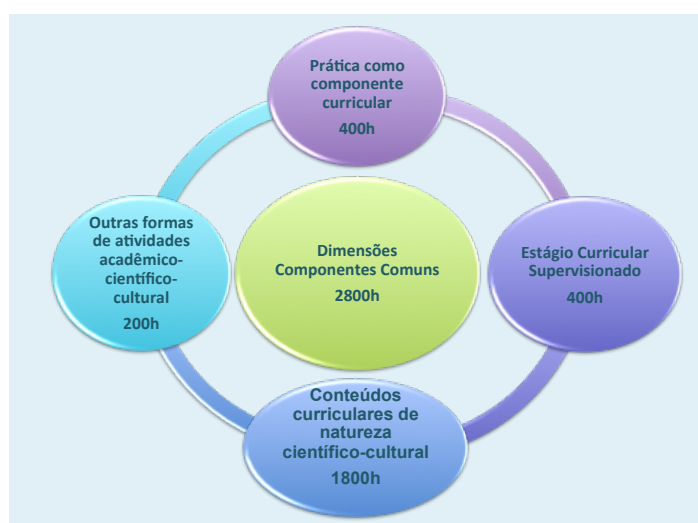 Prática como
componente
curricular
400h
Outras formas
de atividades
acadêmico-
científico-
cultural
200h
Dimensões
Componentes Comuns
2800h
Estágio Curricular
Supervisionado
400h
Conteúdos
curriculares de
natureza
científico-cultural
1800h